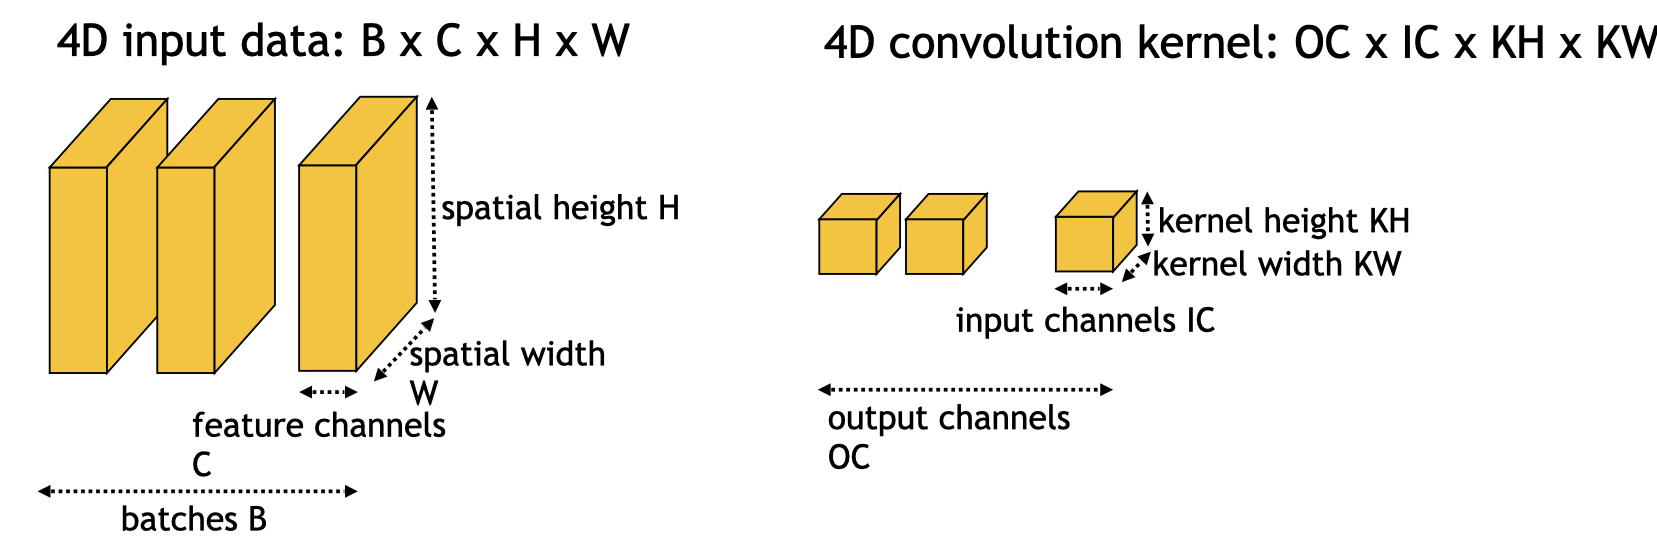 4D input data: B x C x H x W
spatial height H
spatial width
W
feature channels
C
batches B
4D convolution kernel: OC x IC x KH x KW
kernel height KH
kernel width KW
input channels IC
output channels
OC